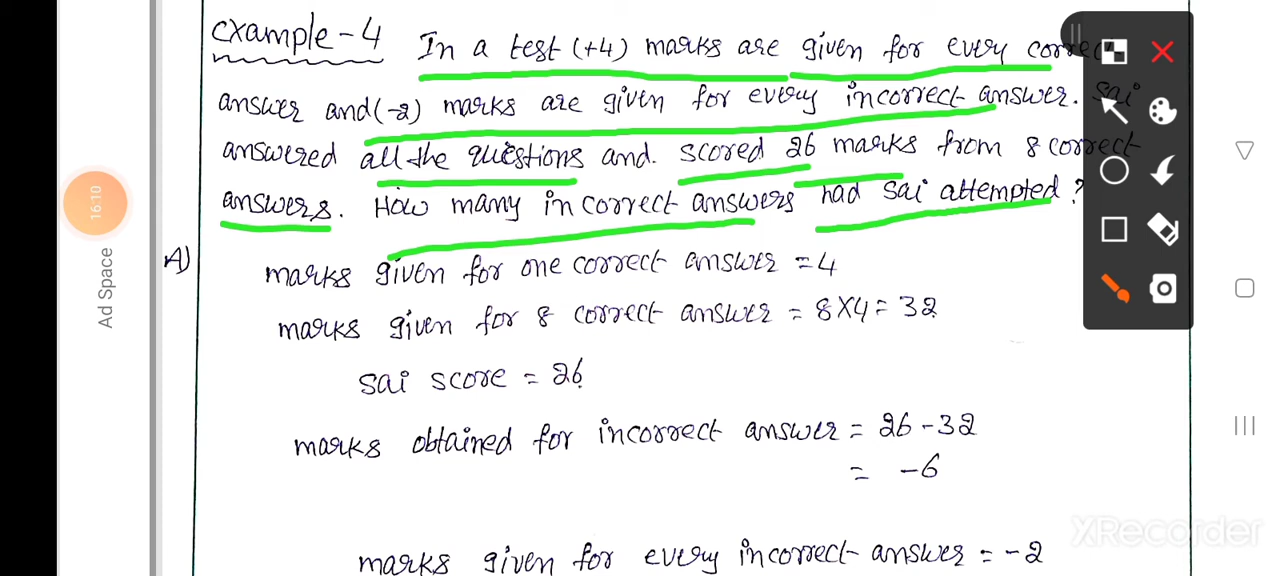 Example-4 In a test (+4) marks are given for every correct
answer and (-2) marks are given for every incorrect answer. Sai
answered all the questions and. scored 26 marks from 8 correct
answers. How many incorrect answers had sai attempted?
A) marks given for one correct answer = 4
marks given for 8 correct answer = 8×4 = 32
sai score = 26
marks obtained for incorrect answer = 26-32
= -6
marks given for every incorrect answer = -2
16:10
Ad Space
XRecorder